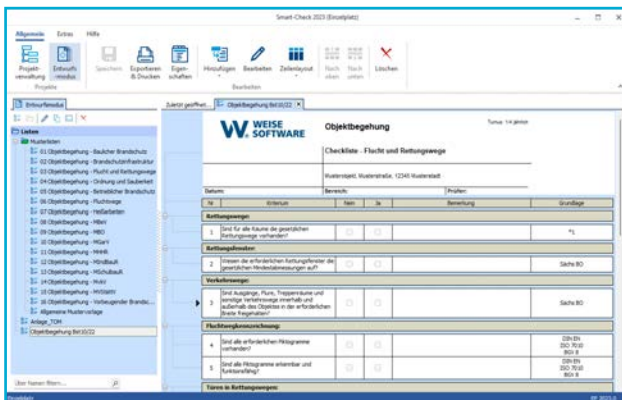 Smart-Check 2023 (Einzelplatz)
Allgemein Extras Hilfe
Projekt-verwaltung Entwurfs-modus Speichern Exportieren & Drucken Eigen-schaften Hinzufügen Bearbeiten Zeilenlayout Nach oben Nach unten Löschen
Projekte Bearbeiten
Entwurfsmodus Zuletzt geöffnet... Objektbegehung Bst10/22
Listen
Musterlisten
01 Objektbegehung - Baulicher Brandschutz
02 Objektbegehung - Brandschutzinfrastruktur
03 Objektbegehung - Flucht und Rettungswege
04 Objektbegehung - Ordnung und Sauberkeit
05 Objektbegehung - Betrieblicher Brandschutz
06 Objektbegehung - Fluchtwege
07 Objektbegehung - Heißarbeiten
08 Objektbegehung - MBeV
09 Objektbegehung - MBO
10 Objektbegehung - MGarV
11 Objektbegehung - MHHR
12 Objektbegehung - MIndBauR
13 Objektbegehung - MSchulBauR
14 Objektbegehung - MVkV
15 Objektbegehung - MVStättV
16 Objektbegehung - Vorbeugender Brandsc...
Allgemeine Mustervorlage
Anlage_TOM
Objektbegehung Bst10/22
Über Namen filtern...
WEISE SOFTWARE
Objektbegehung
Turnus: 1-4 jährlich
Checkliste - Flucht und Rettungswege
Musterobjekt, Musterstraße, 12345 Musterstadt
Datum: Bereich: Prüfer:
Nr Kriterium Nein Ja Bemerkung Grundlage
Rettungswege:
1 Sind für alle Räume die gesetzlichen Rettungswege vorhanden? *1
Rettungsfenster:
2 Weisen die erforderlichen Rettungsfenster die gesetzlichen Mindestabmessungen auf? Sächs BO
Verkehrswege:
3 Sind Ausgänge, Flure, Treppenräume und sonstige Verkehrswege innerhalb und außerhalb des Objektes in der erforderlichen Breite freigehalten? Sächs BO
Fluchtwegkennzeichnung:
4 Sind alle erforderlichen Piktogramme vorhanden? DIN EN ISO 7010 BGV 8
5 Sind alle Piktogramme erkennbar und funktionsfähig? DIN EN ISO 7010 BGV 8
Türen in Rettungswegen:
Einzelplatz